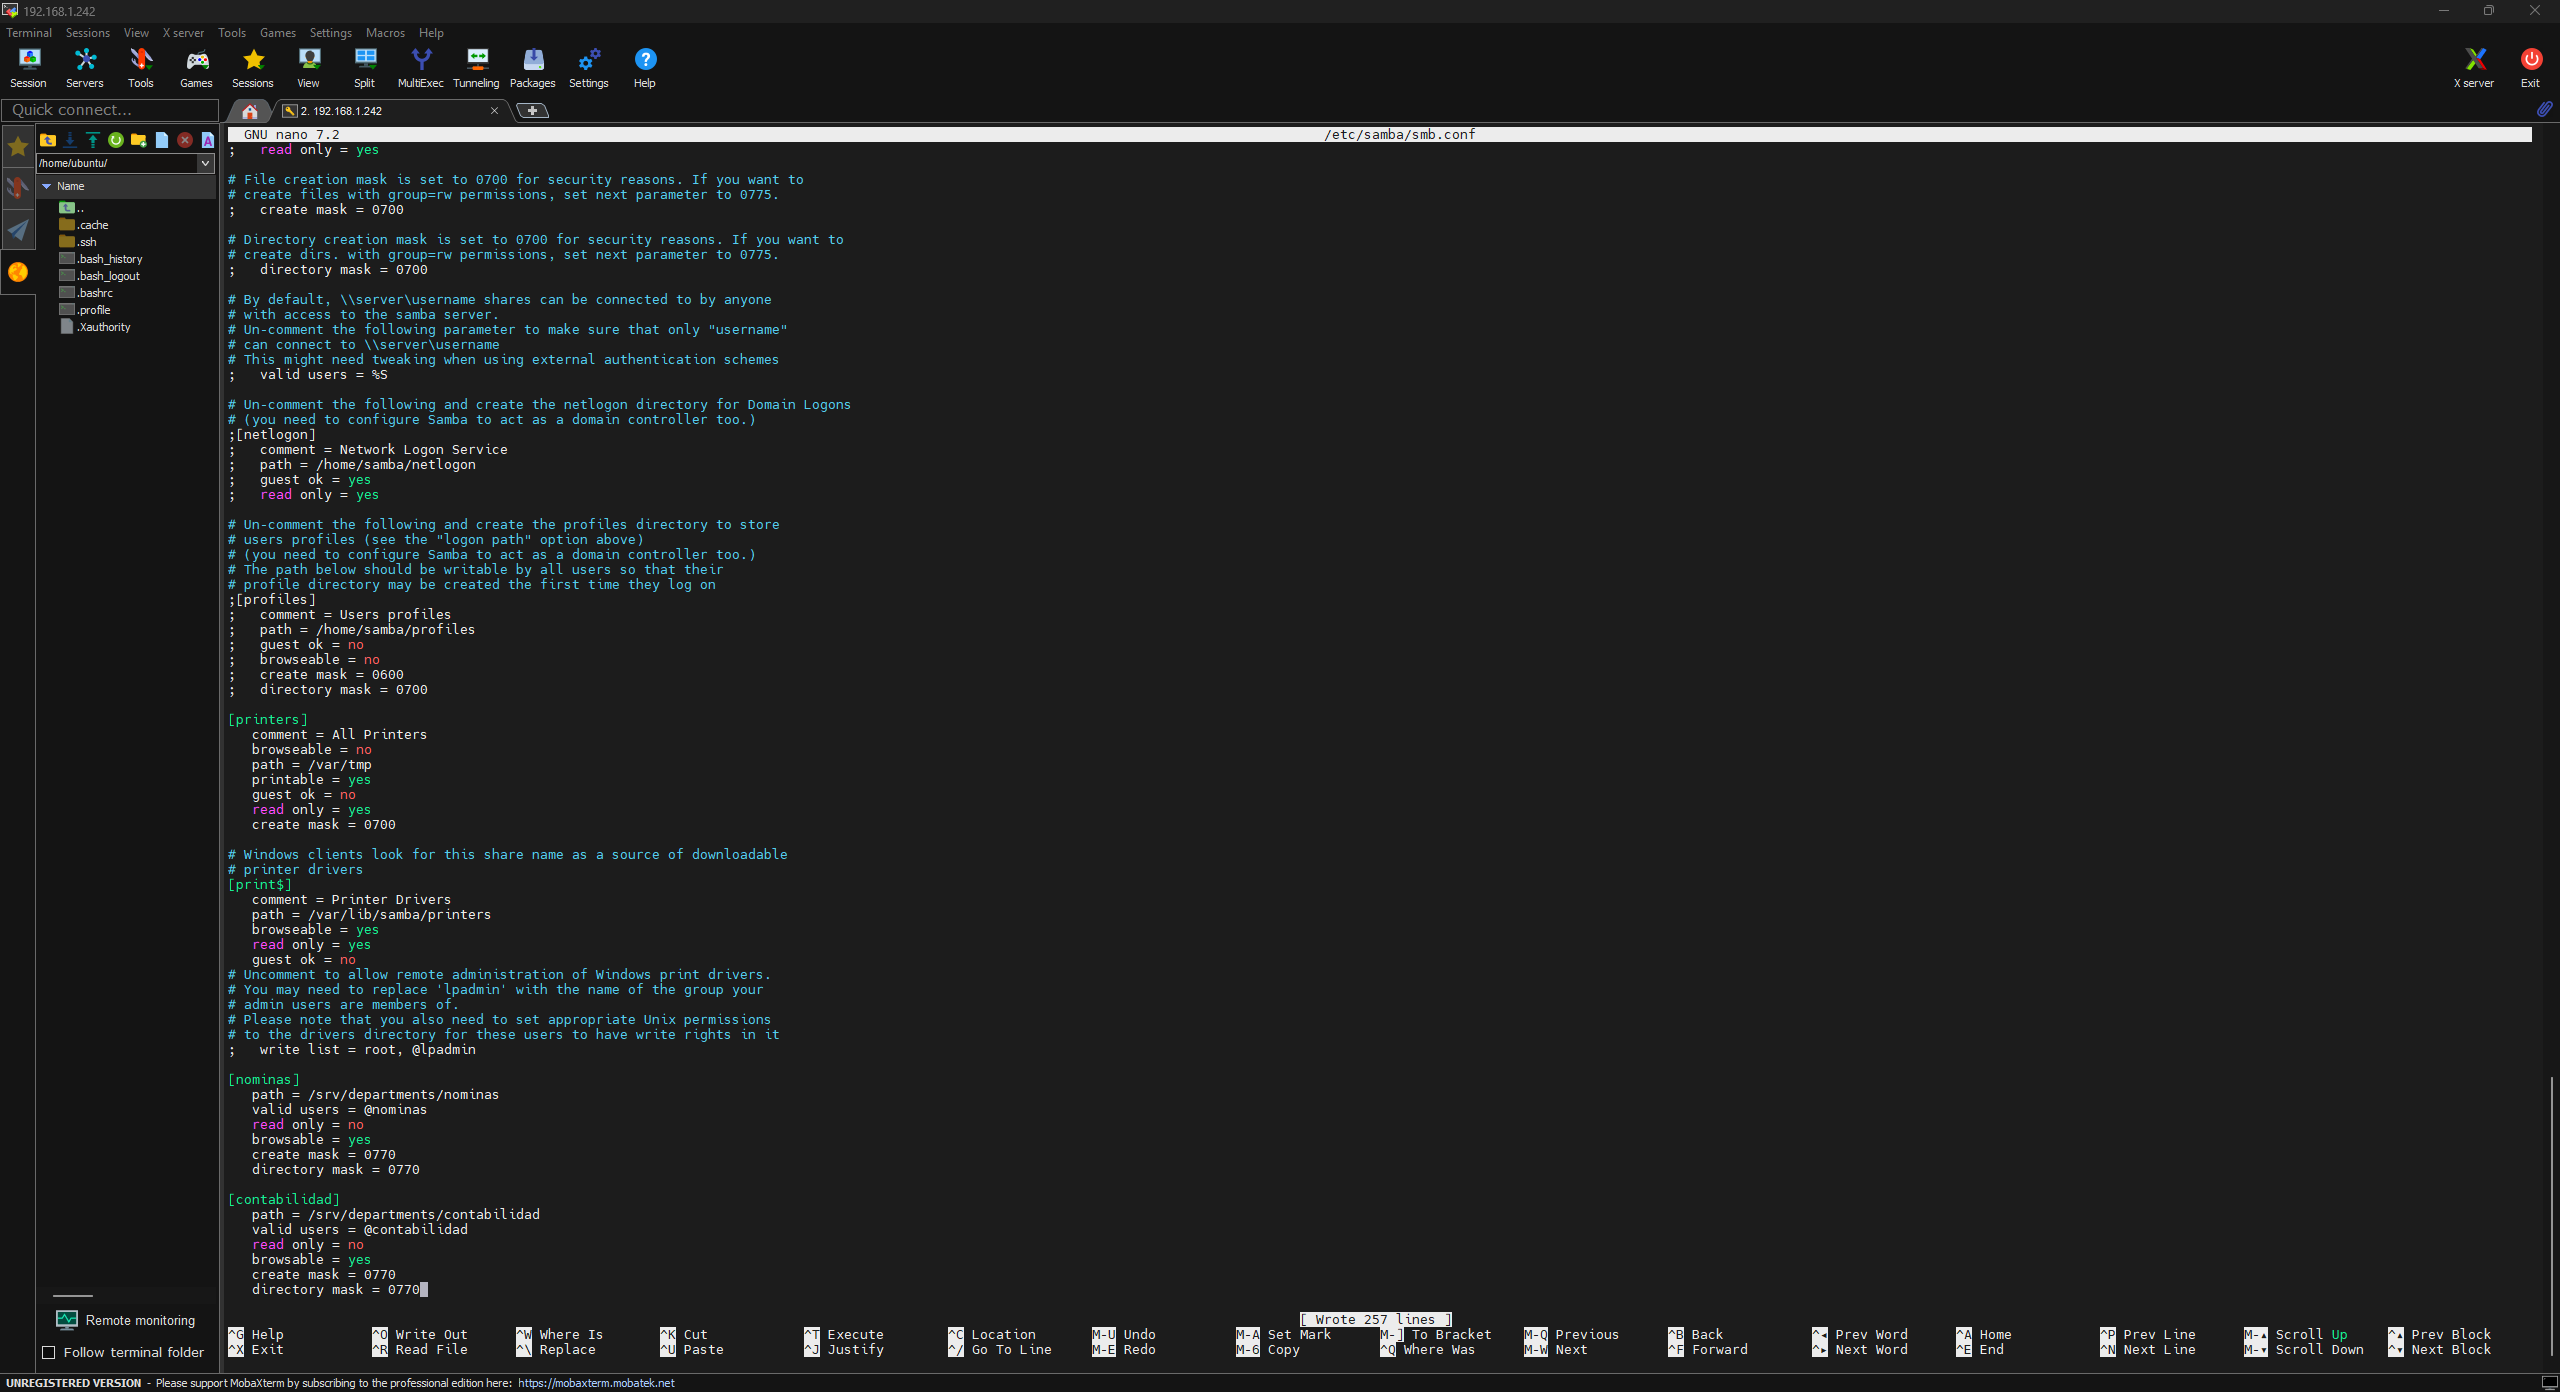 192.168.1.242
Terminal Sessions View X server Tools Games Settings Macros Help
Session Servers Tools Games Sessions View Split MultiExec Tunneling Packages Settings Help X server Exit
Quick connect...
2. 192.168.1.242
/home/ubuntu/
Name
..
.cache
.ssh
.bash_history
.bash_logout
.bashrc
.profile
.Xauthority
GNU nano 7.2 /etc/samba/smb.conf
;   read only = yes

# File creation mask is set to 0700 for security reasons. If you want to
# create files with group=rw permissions, set next parameter to 0775.
;   create mask = 0700

# Directory creation mask is set to 0700 for security reasons. If you want to
# create dirs. with group=rw permissions, set next parameter to 0775.
;   directory mask = 0700

# By default, \\server\username shares can be connected to by anyone
# with access to the samba server.
# Un-comment the following parameter to make sure that only "username"
# can connect to \\server\username
# This might need tweaking when using external authentication schemes
;   valid users = %S

# Un-comment the following and create the netlogon directory for Domain Logons
# (you need to configure Samba to act as a domain controller too.)
;[netlogon]
;   comment = Network Logon Service
;   path = /home/samba/netlogon
;   guest ok = yes
;   read only = yes

# Un-comment the following and create the profiles directory to store
# users profiles (see the "logon path" option above)
# (you need to configure Samba to act as a domain controller too.)
# The path below should be writable by all users so that their
# profile directory may be created the first time they log on
;[profiles]
;   comment = Users profiles
;   path = /home/samba/profiles
;   guest ok = no
;   browseable = no
;   create mask = 0600
;   directory mask = 0700

[printers]
   comment = All Printers
   browseable = no
   path = /var/tmp
   printable = yes
   guest ok = no
   read only = yes
   create mask = 0700

# Windows clients look for this share name as a source of downloadable
# printer drivers
[print$]
   comment = Printer Drivers
   path = /var/lib/samba/printers
   browseable = yes
   read only = yes
   guest ok = no
# Uncomment to allow remote administration of Windows print drivers.
# You may need to replace 'lpadmin' with the name of the group your
# admin users are members of.
# Please note that you also need to set appropriate Unix permissions
# to the drivers directory for these users to have write rights in it
;   write list = root, @lpadmin

[nominas]
   path = /srv/departments/nominas
   valid users = @nominas
   read only = no
   browsable = yes
   create mask = 0770
   directory mask = 0770

[contabilidad]
   path = /srv/departments/contabilidad
   valid users = @contabilidad
   read only = no
   browsable = yes
   create mask = 0770
   directory mask = 0770
[ Wrote 257 lines ]
^G Help ^O Write Out ^W Where Is ^K Cut ^T Execute ^C Location M-U Undo M-A Set Mark M-] To Bracket M-Q Previous ^B Back ^◂ Prev Word ^A Home ^P Prev Line M-▴ Scroll Up ^▴ Prev Block
^X Exit ^R Read File ^\ Replace ^U Paste ^J Justify ^/ Go To Line M-E Redo M-6 Copy ^Q Where Was M-W Next ^F Forward ^▸ Next Word ^E End ^N Next Line M-▾ Scroll Down ^▾ Next Block
Remote monitoring
Follow terminal folder
UNREGISTERED VERSION - Please support MobaXterm by subscribing to the professional edition here: https://mobaxterm.mobatek.net